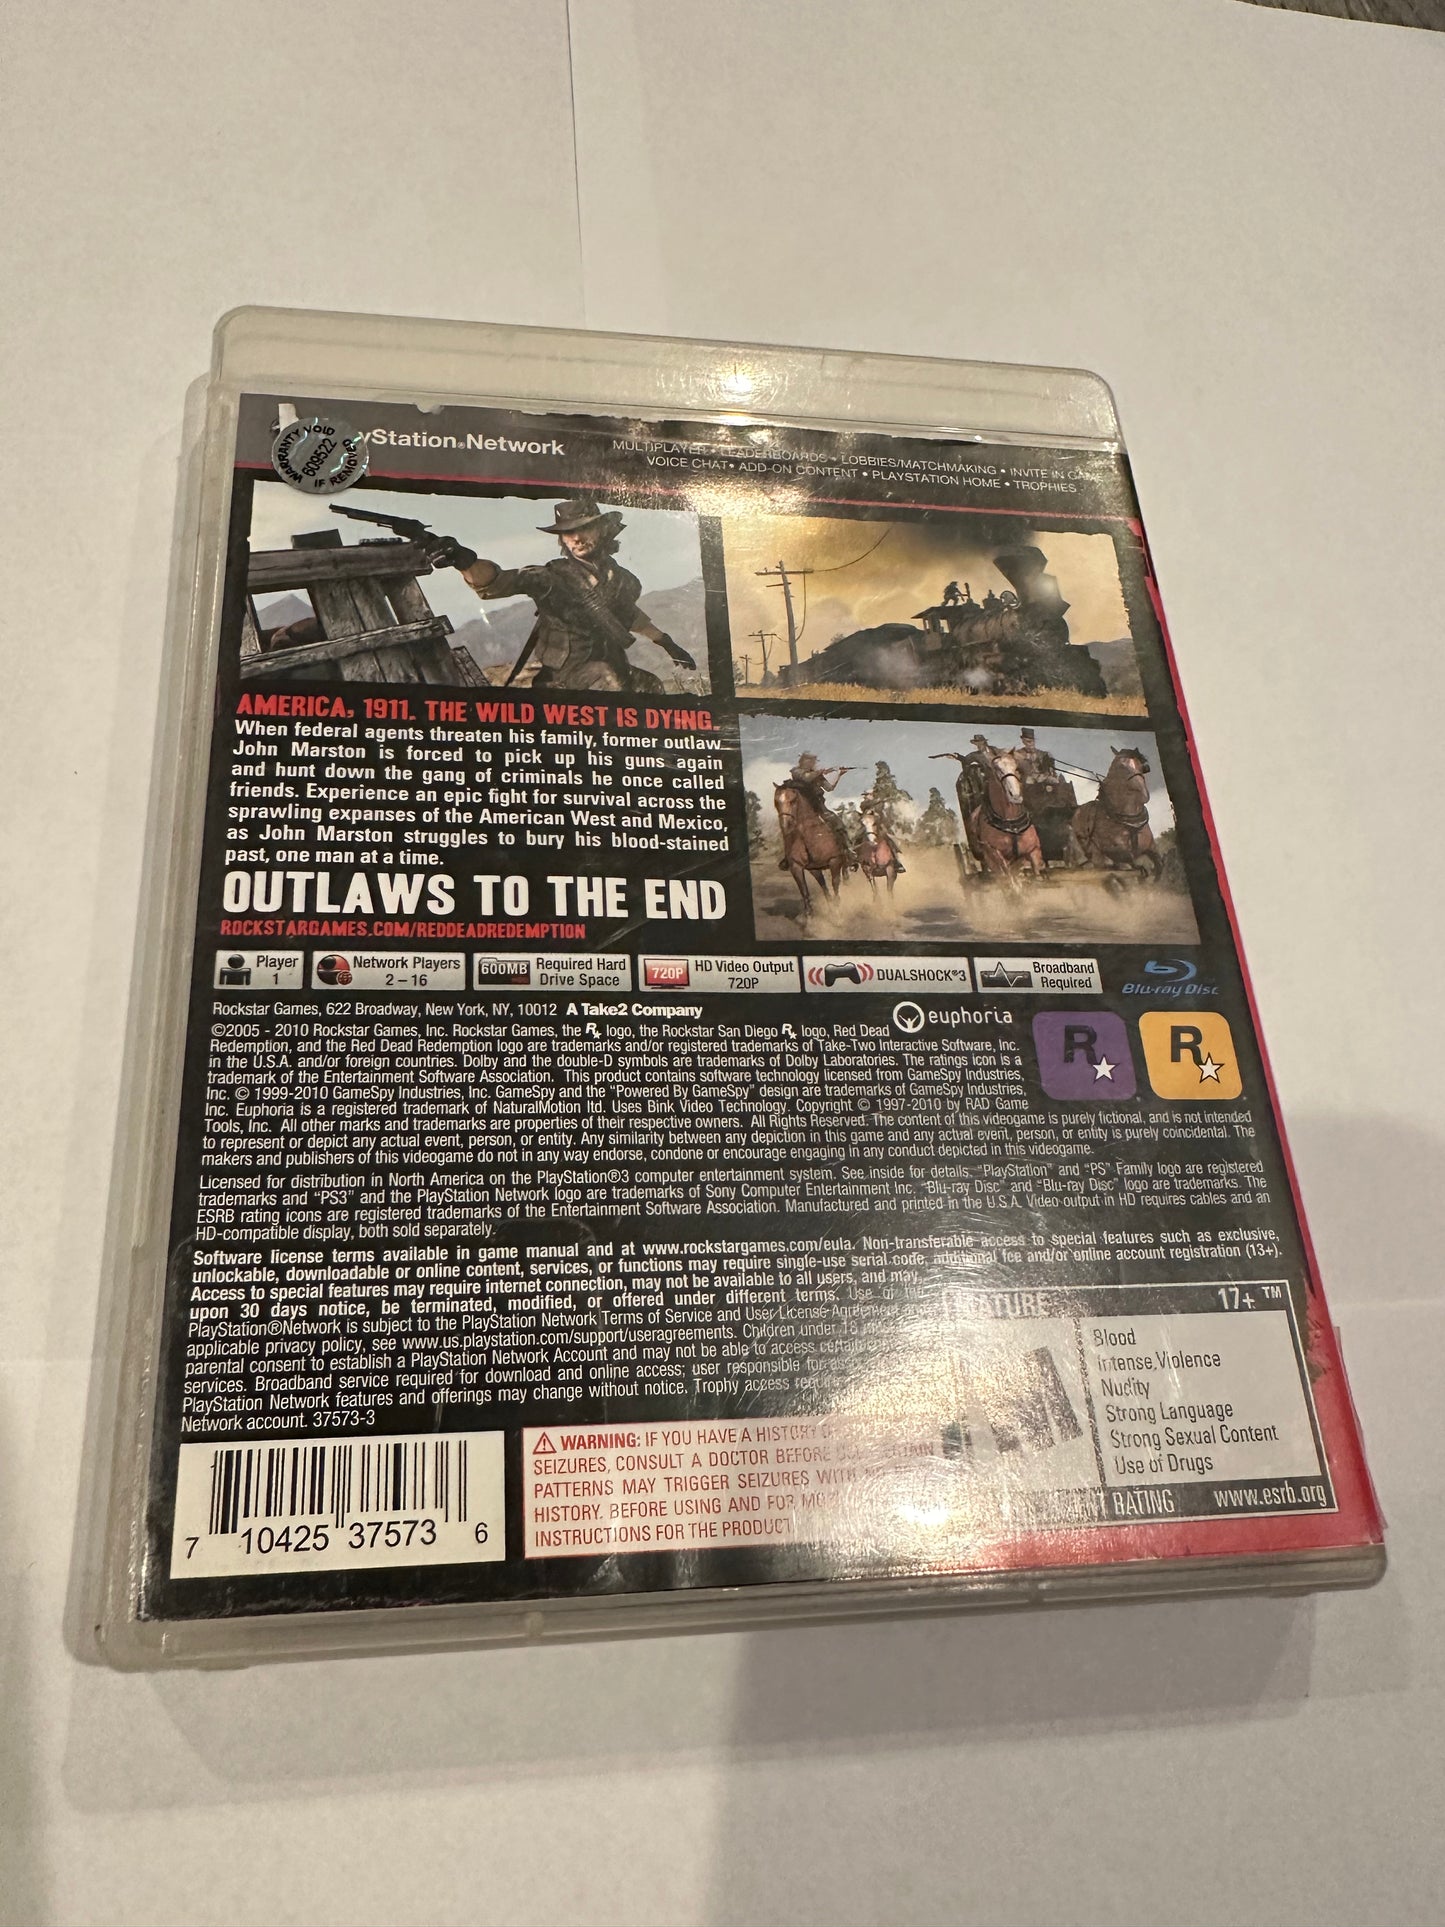 WARRANTY VOID
609522
IF REMOVED
yStation®Network
MULTIPLAYER • LEADERBOARDS • LOBBIES/MATCHMAKING • INVITE IN GAME
VOICE CHAT • ADD-ON CONTENT • PLAYSTATION HOME • TROPHIES
AMERICA, 1911. THE WILD WEST IS DYING.
When federal agents threaten his family, former outlaw
John Marston is forced to pick up his guns again
and hunt down the gang of criminals he once called
friends. Experience an epic fight for survival across the
sprawling expanses of the American West and Mexico,
as John Marston struggles to bury his blood-stained
past, one man at a time.
OUTLAWS TO THE END
ROCKSTARGAMES.COM/REDDEADREDEMPTION
Player
1
Network Players
2 – 16
600MB
Required Hard
Drive Space
720P
HD Video Output
720P
DUALSHOCK®3
Broadband
Required
Blu-ray Disc
Rockstar Games, 622 Broadway, New York, NY, 10012 A Take2 Company
euphoria
R
R
©2005 - 2010 Rockstar Games, Inc. Rockstar Games, the R logo, the Rockstar San Diego R logo, Red Dead
Redemption, and the Red Dead Redemption logo are trademarks and/or registered trademarks of Take-Two Interactive Software, Inc.
in the U.S.A. and/or foreign countries. Dolby and the double-D symbols are trademarks of Dolby Laboratories. The ratings icon is a
trademark of the Entertainment Software Association. This product contains software technology licensed from GameSpy Industries,
Inc. © 1999-2010 GameSpy Industries, Inc. GameSpy and the "Powered By GameSpy" design are trademarks of GameSpy Industries,
Inc. Euphoria is a registered trademark of NaturalMotion ltd. Uses Bink Video Technology. Copyright © 1997-2010 by RAD Game
Tools, Inc. All other marks and trademarks are properties of their respective owners. All Rights Reserved. The content of this videogame is purely fictional, and is not intended
to represent or depict any actual event, person, or entity. Any similarity between any depiction in this game and any actual event, person, or entity is purely coincidental. The
makers and publishers of this videogame do not in any way endorse, condone or encourage engaging in any conduct depicted in this videogame.
Licensed for distribution in North America on the PlayStation®3 computer entertainment system. See inside for details. "PlayStation" and "PS" Family logo are registered
trademarks and "PS3" and the PlayStation Network logo are trademarks of Sony Computer Entertainment Inc. "Blu-ray Disc" and "Blu-ray Disc" logo are trademarks. The
ESRB rating icons are registered trademarks of the Entertainment Software Association. Manufactured and printed in the U.S.A. Video output in HD requires cables and an
HD-compatible display, both sold separately.
Software license terms available in game manual and at www.rockstargames.com/eula. Non-transferable access to special features such as exclusive,
unlockable, downloadable or online content, services, or functions may require single-use serial code, additional fee and/or online account registration (13+).
Access to special features may require internet connection, may not be available to all users, and may,
upon 30 days notice, be terminated, modified, or offered under different terms. Use of
PlayStation®Network is subject to the PlayStation Network Terms of Service and User License Agreement
applicable privacy policy, see www.us.playstation.com/support/useragreements. Children under 18
parental consent to establish a PlayStation Network Account and may not be able to access certain
services. Broadband service required for download and online access; user responsible for
PlayStation Network features and offerings may change without notice. Trophy access
Network account. 37573-3
MATURE 17+ ™
M
Blood
Intense Violence
Nudity
Strong Language
Strong Sexual Content
Use of Drugs
RATING www.esrb.org
7 10425 37573 6
WARNING: IF YOU HAVE A HISTORY
SEIZURES, CONSULT A DOCTOR BEFORE CERTAIN
PATTERNS MAY TRIGGER SEIZURES WITH
HISTORY. BEFORE USING AND FOR
INSTRUCTIONS FOR THE PRODUCT